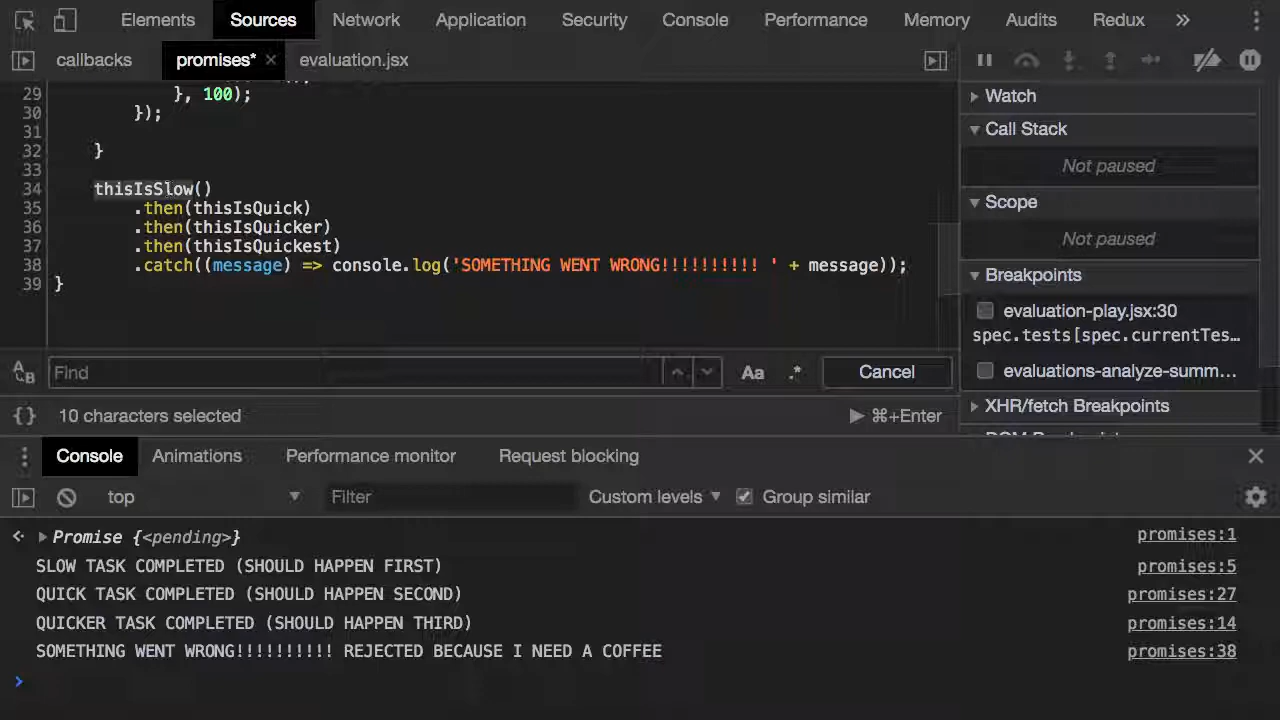 Elements Sources Network Application Security Console Performance Memory Audits Redux »
callbacks promises* × evaluation.jsx
29 }, 100);
30 });
31
32 }
33
34 thisIsSlow()
35 .then(thisIsQuick)
36 .then(thisIsQuicker)
37 .then(thisIsQuickest)
38 .catch((message) => console.log('SOMETHING WENT WRONG!!!!!!!!!! ' + message));
39 }
Watch
Call Stack
Not paused
Scope
Not paused
Breakpoints
evaluation-play.jsx:30
spec.tests[spec.currentTes…
evaluations-analyze-summ…
XHR/fetch Breakpoints
Find Aa .* Cancel
{} 10 characters selected ⌘+Enter
Console Animations Performance monitor Request blocking
top Filter Custom levels Group similar
Promise {<pending>} promises:1
SLOW TASK COMPLETED (SHOULD HAPPEN FIRST) promises:5
QUICK TASK COMPLETED (SHOULD HAPPEN SECOND) promises:27
QUICKER TASK COMPLETED (SHOULD HAPPEN THIRD) promises:14
SOMETHING WENT WRONG!!!!!!!!!! REJECTED BECAUSE I NEED A COFFEE promises:38